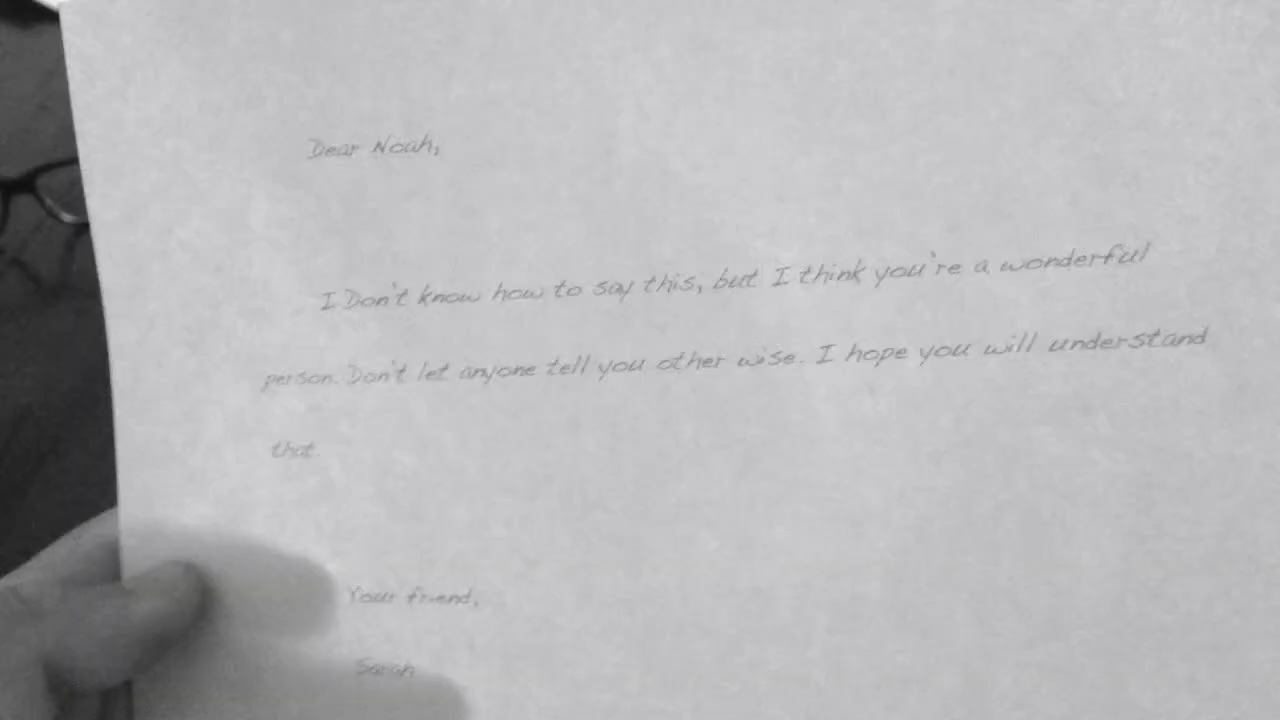 Dear Noah,
I Don't know how to say this, but I think you're a wonderful
person. Don't let anyone tell you other wise. I hope you will understand
that.
Your friend,
Sarah